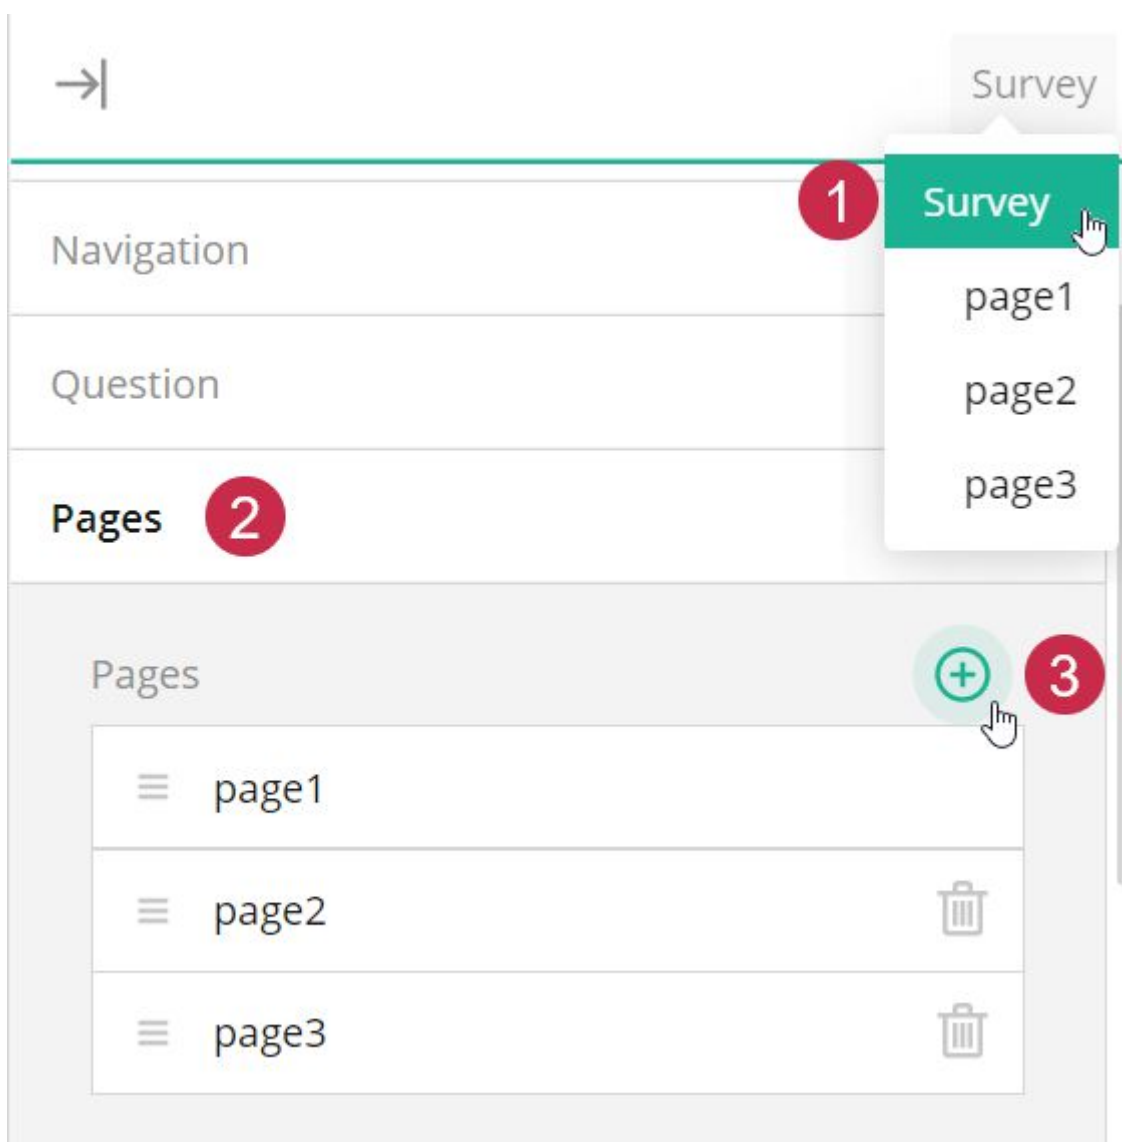 Survey
1 Survey
Navigation
page1
Question
page2
page3
Pages 2
Pages
3
page1
page2
page3